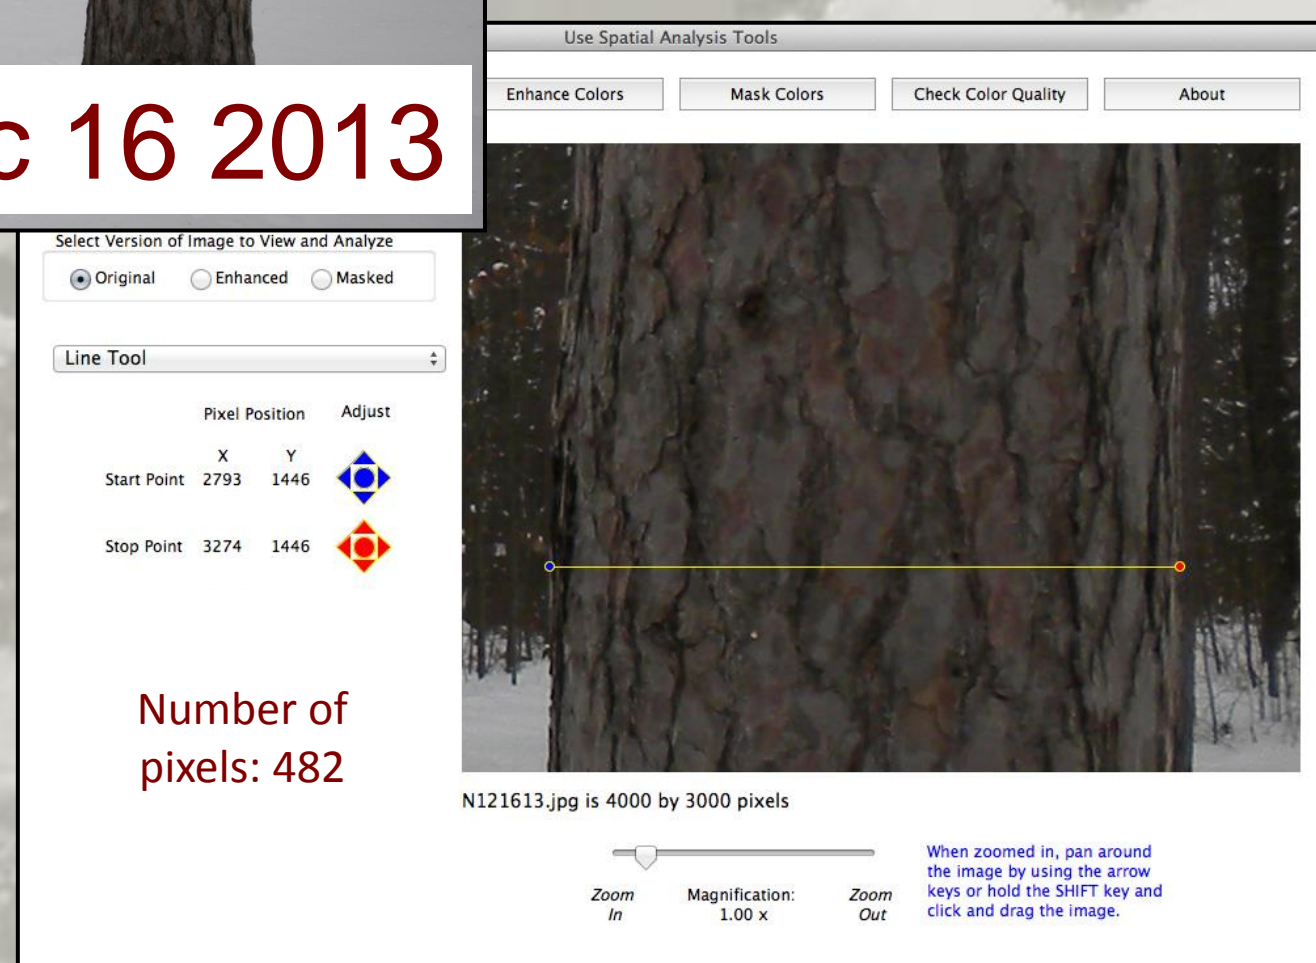 c 16 2013
Use Spatial Analysis Tools
Enhance Colors Mask Colors Check Color Quality About
Select Version of Image to View and Analyze
Original Enhanced Masked
Line Tool
Pixel Position Adjust
X Y
Start Point 2793 1446
Stop Point 3274 1446
Number of
pixels: 482
N121613.jpg is 4000 by 3000 pixels
Zoom
In
Magnification:
1.00 x
Zoom
Out
When zoomed in, pan around
the image by using the arrow
keys or hold the SHIFT key and
click and drag the image.